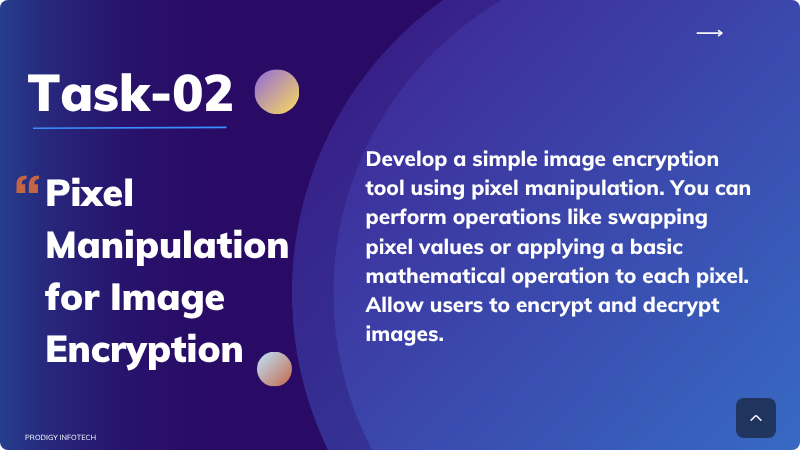 Task-02
“Pixel
Manipulation
for Image
Encryption
Develop a simple image encryption
tool using pixel manipulation. You can
perform operations like swapping
pixel values or applying a basic
mathematical operation to each pixel.
Allow users to encrypt and decrypt
images.
PRODIGY INFOTECH